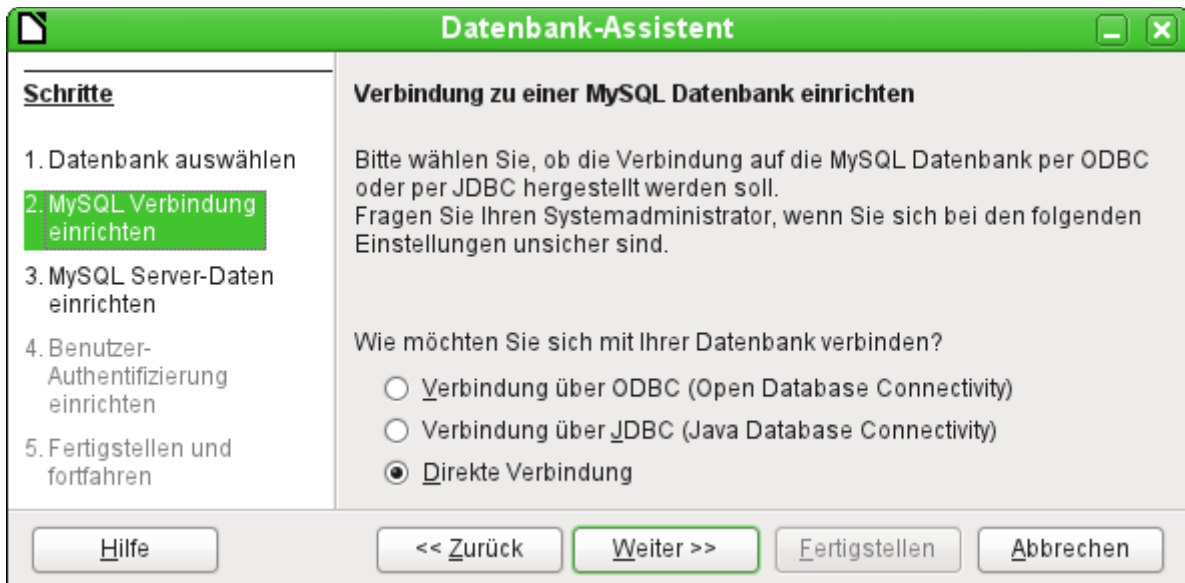 Datenbank-Assistent
Schritte
1. Datenbank auswählen
2. MySQL Verbindung
einrichten
3. MySQL Server-Daten
einrichten
4. Benutzer-
Authentifizierung
einrichten
5. Fertigstellen und
fortfahren
Verbindung zu einer MySQL Datenbank einrichten
Bitte wählen Sie, ob die Verbindung auf die MySQL Datenbank per ODBC
oder per JDBC hergestellt werden soll.
Fragen Sie Ihren Systemadministrator, wenn Sie sich bei den folgenden
Einstellungen unsicher sind.
Wie möchten Sie sich mit Ihrer Datenbank verbinden?
Verbindung über ODBC (Open Database Connectivity)
Verbindung über JDBC (Java Database Connectivity)
Direkte Verbindung
Hilfe
<< Zurück
Weiter >>
Fertigstellen
Abbrechen